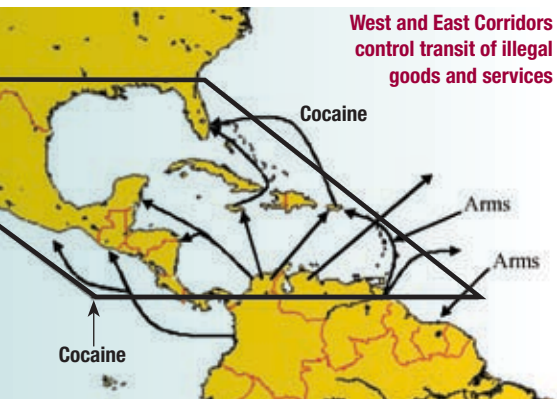 West and East Corridors
control transit of illegal
goods and services
Cocaine
Arms
Arms
Cocaine